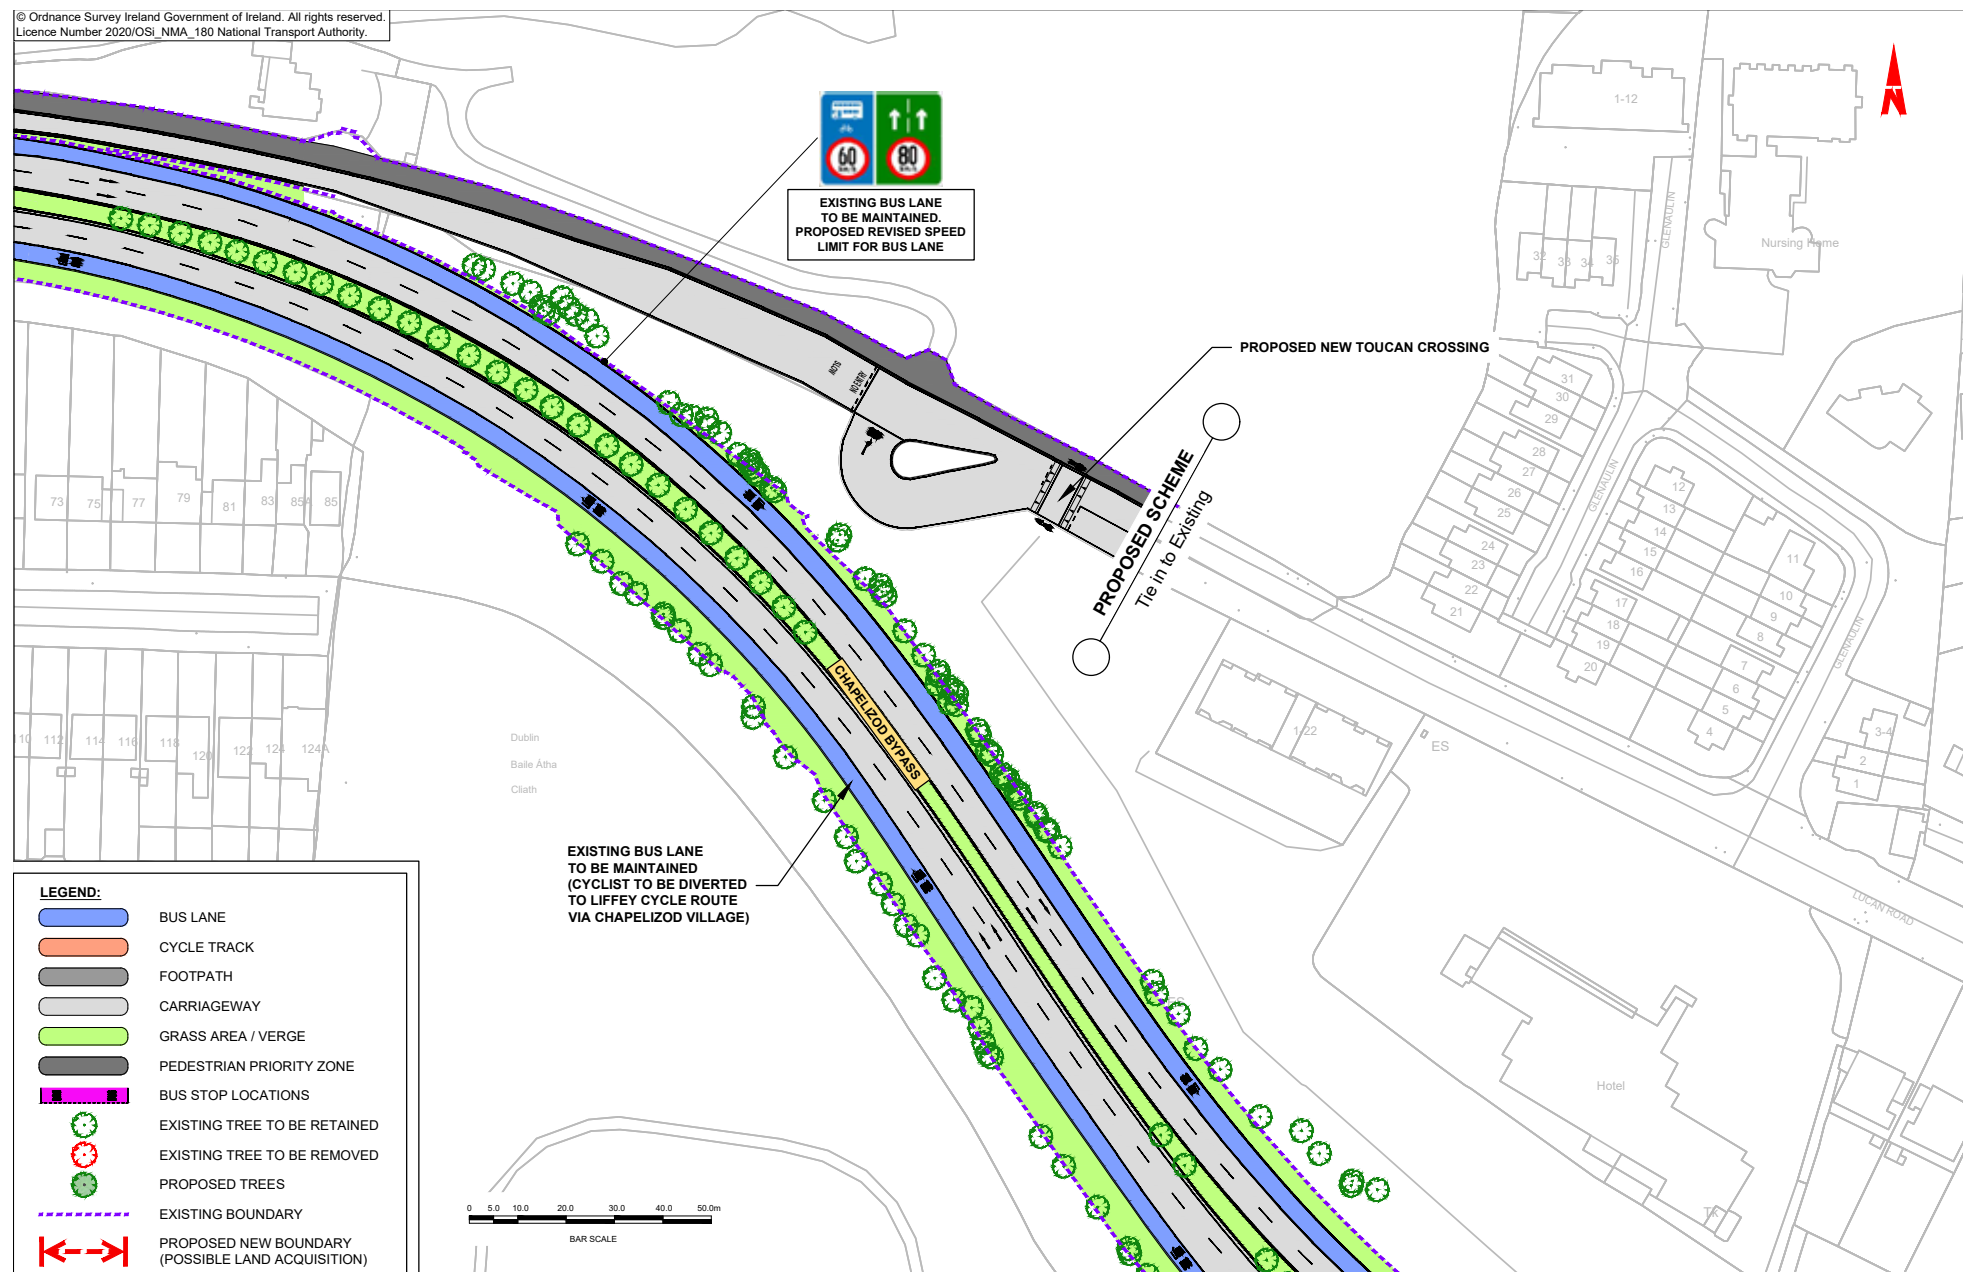 © Ordnance Survey Ireland Government of Ireland. All rights reserved.
Licence Number 2020/OSi_NMA_180 National Transport Authority.
60
80
EXISTING BUS LANE
TO BE MAINTAINED.
PROPOSED REVISED SPEED
LIMIT FOR BUS LANE
N
1-12
GLENAULIN
Nursing Home
32
33
34
36
NO ENTRY
PROPOSED NEW TOUCAN CROSSING
PROPOSED SCHEME
Tie in to Existing
31
30
29
28
27
26
25
24
23
22
21
GLENAULIN
12
13
14
15
16
17
18
19
20
11
10
9
8
7
6
5
4
GLENAULIN
3-4
2
1
73
75
77
79
81
83
85A
85
110
112
114
116
118
120
122
124
124A
Dublin
Baile Átha
Cliath
CHAPELIZOD BYPASS
1-22
ES
LUCAN ROAD
ES
Hotel
Tk
EXISTING BUS LANE
TO BE MAINTAINED
(CYCLIST TO BE DIVERTED
TO LIFFEY CYCLE ROUTE
VIA CHAPELIZOD VILLAGE)
LEGEND:
BUS LANE
CYCLE TRACK
FOOTPATH
CARRIAGEWAY
GRASS AREA / VERGE
PEDESTRIAN PRIORITY ZONE
BUS STOP LOCATIONS
EXISTING TREE TO BE RETAINED
EXISTING TREE TO BE REMOVED
PROPOSED TREES
EXISTING BOUNDARY
PROPOSED NEW BOUNDARY
(POSSIBLE LAND ACQUISITION)
0 5.0 10.0 20.0 30.0 40.0 50.0m
BAR SCALE